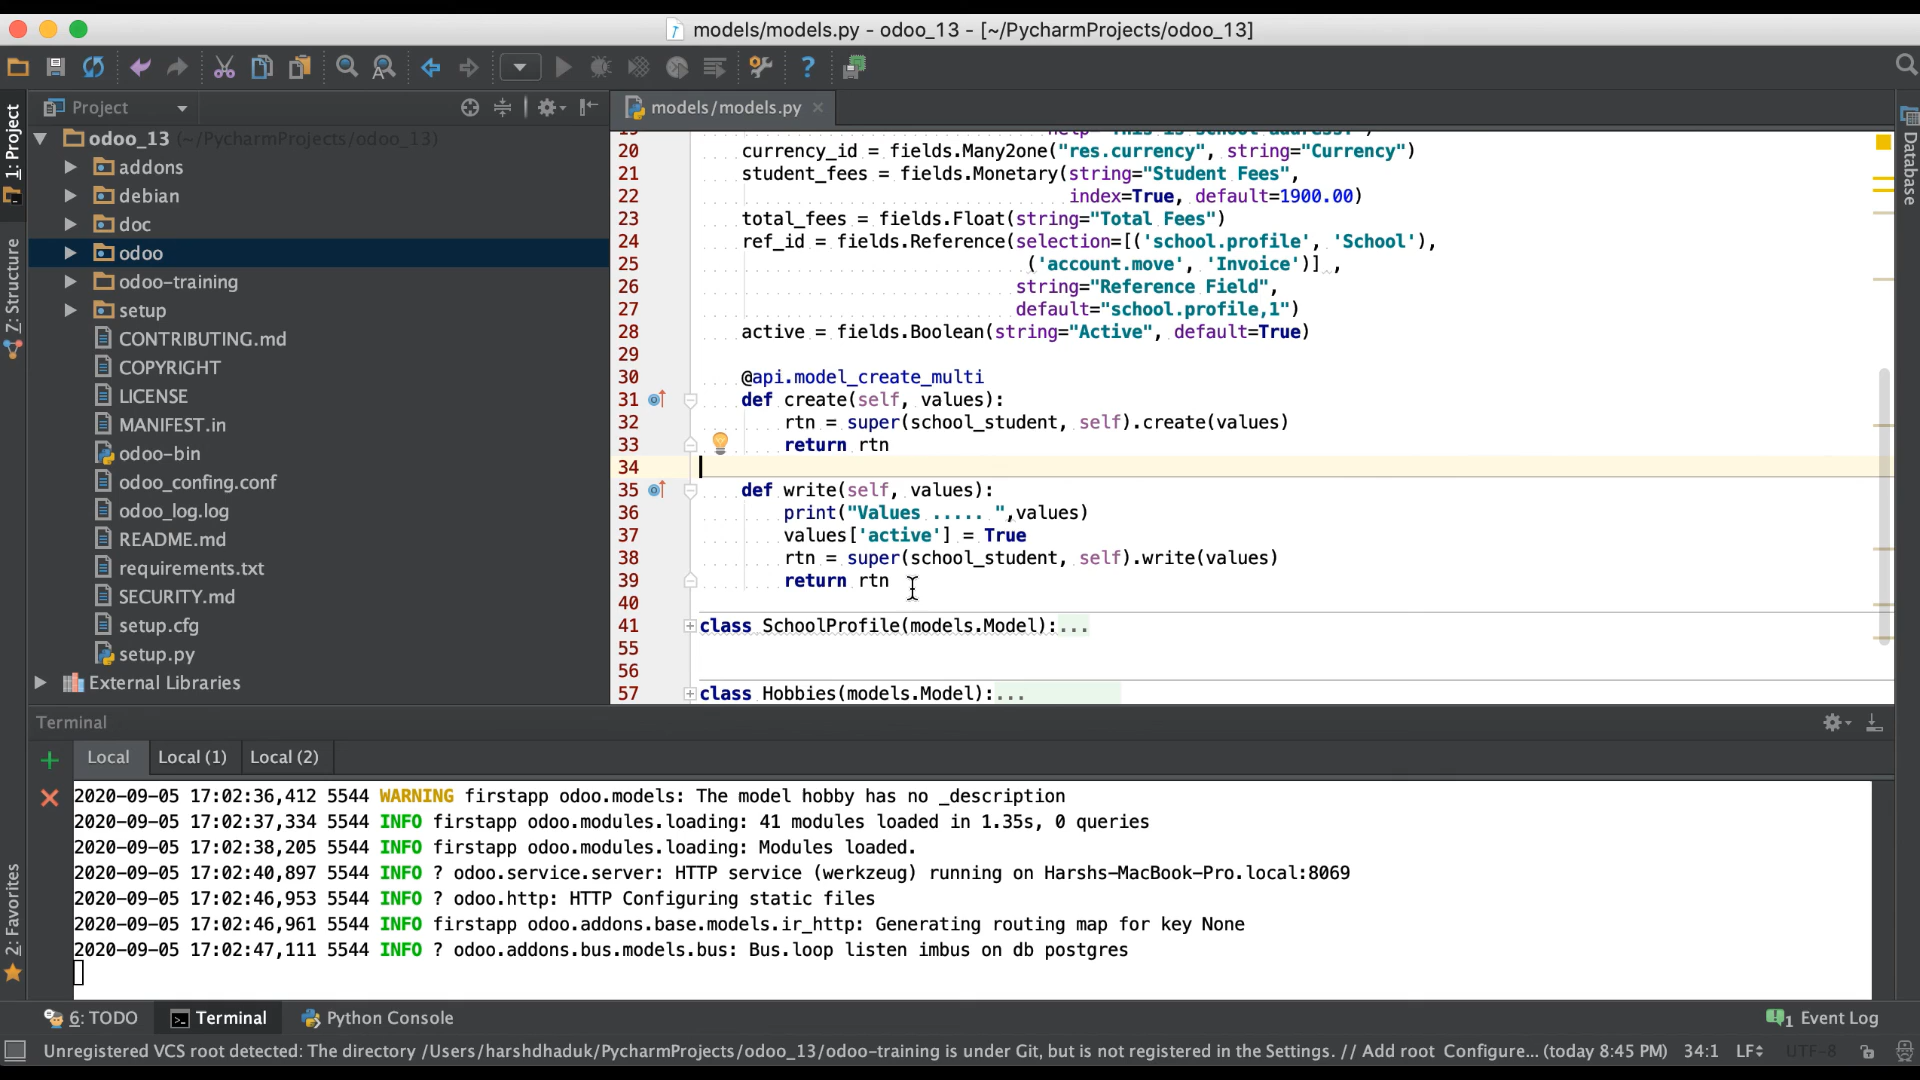 models/models.py - odoo_13 - [~/PycharmProjects/odoo_13]
1: Project
Z: Structure
2: Favorites
Database
Project
odoo_13 (~/PycharmProjects/odoo_13)
addons
debian
doc
odoo
odoo-training
setup
CONTRIBUTING.md
COPYRIGHT
LICENSE
MANIFEST.in
odoo-bin
odoo_confing.conf
odoo_log.log
README.md
requirements.txt
SECURITY.md
setup.cfg
setup.py
External Libraries
models/models.py
20 currency_id = fields.Many2one("res.currency", string="Currency")
21 student_fees = fields.Monetary(string="Student Fees",
22 index=True, default=1900.00)
23 total_fees = fields.Float(string="Total Fees")
24 ref_id = fields.Reference(selection=[('school.profile', 'School'),
25 ('account.move', 'Invoice')] ,
26 string="Reference Field",
27 default="school.profile,1")
28 active = fields.Boolean(string="Active", default=True)
29
30 @api.model_create_multi
31 def create(self, values):
32 rtn = super(school_student, self).create(values)
33 return rtn
34
35 def write(self, values):
36 print("Values ..... ",values)
37 values['active'] = True
38 rtn = super(school_student, self).write(values)
39 return rtn
40
41 class SchoolProfile(models.Model):...
55
56
57 class Hobbies(models.Model):...
Terminal
Local Local (1) Local (2)
2020-09-05 17:02:36,412 5544 WARNING firstapp odoo.models: The model hobby has no _description
2020-09-05 17:02:37,334 5544 INFO firstapp odoo.modules.loading: 41 modules loaded in 1.35s, 0 queries
2020-09-05 17:02:38,205 5544 INFO firstapp odoo.modules.loading: Modules loaded.
2020-09-05 17:02:40,897 5544 INFO ? odoo.service.server: HTTP service (werkzeug) running on Harshs-MacBook-Pro.local:8069
2020-09-05 17:02:46,953 5544 INFO ? odoo.http: HTTP Configuring static files
2020-09-05 17:02:46,961 5544 INFO firstapp odoo.addons.base.models.ir_http: Generating routing map for key None
2020-09-05 17:02:47,111 5544 INFO ? odoo.addons.bus.models.bus: Bus.loop listen imbus on db postgres
6: TODO Terminal Python Console 1 Event Log
Unregistered VCS root detected: The directory /Users/harshdhaduk/PycharmProjects/odoo_13/odoo-training is under Git, but is not registered in the Settings. // Add root Configure... (today 8:45 PM) 34:1 LF UTF-8